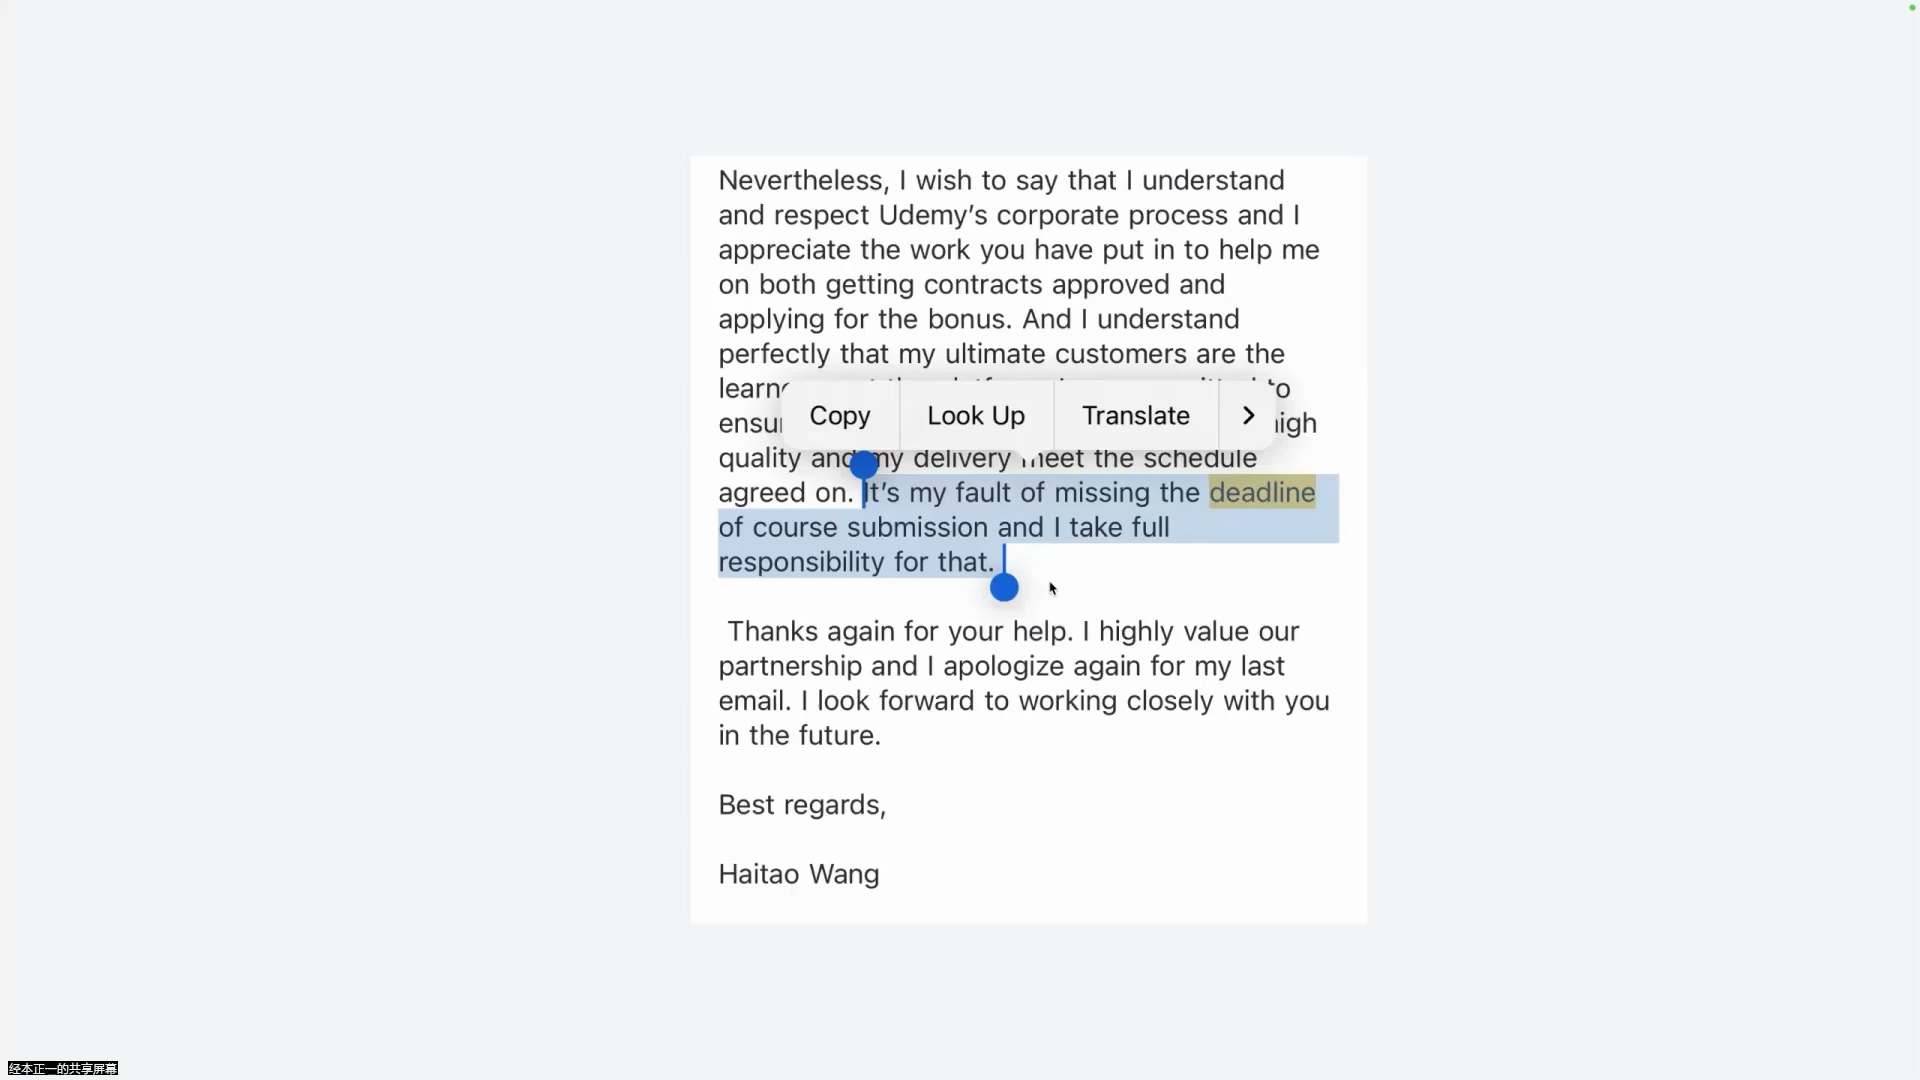 Nevertheless, I wish to say that I understand
and respect Udemy’s corporate process and I
appreciate the work you have put in to help me
on both getting contracts approved and
applying for the bonus. And I understand
perfectly that my ultimate customers are the
to
Copy Look Up Translate
quality and my delivery meet the schedule
agreed on. It’s my fault of missing the deadline
of course submission and I take full
responsibility for that.
Thanks again for your help. I highly value our
partnership and I apologize again for my last
email. I look forward to working closely with you
in the future.
Best regards,
Haitao Wang
经本正一的共享屏幕